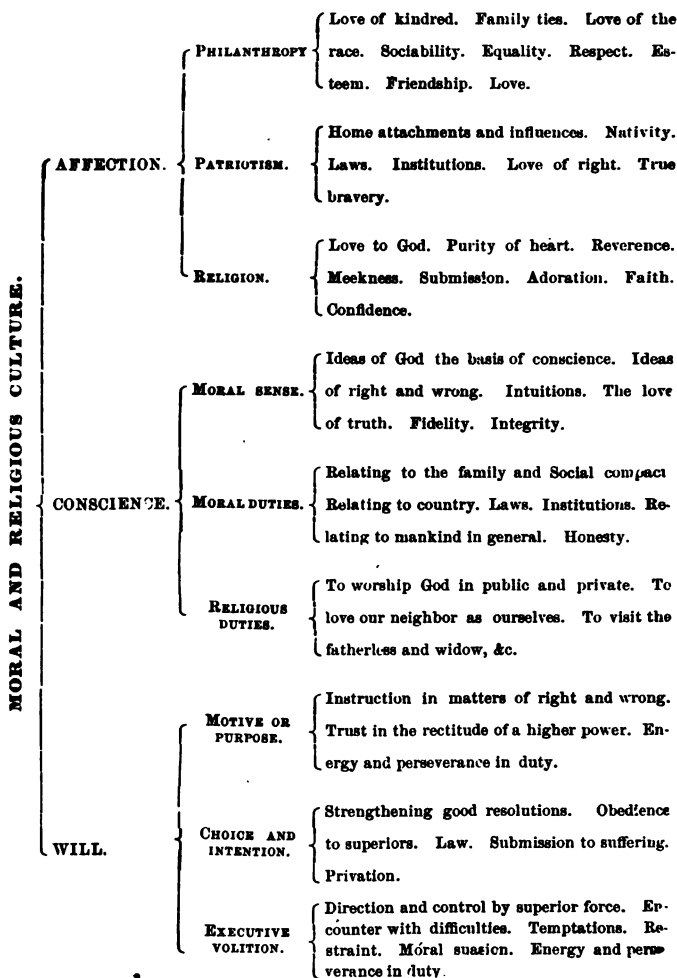 MORAL AND RELIGIOUS CULTURE.
AFFECTION.
PHILANTHROPY
Love of kindred. Family ties. Love of the
race. Sociability. Equality. Respect. Es-
teem. Friendship. Love.
PATRIOTISM.
Home attachments and influences. Nativity.
Laws. Institutions. Love of right. True
bravery.
RELIGION.
Love to God. Purity of heart. Reverence.
Meekness. Submission. Adoration. Faith.
Confidence.
CONSCIENCE.
MORAL SENSE.
Ideas of God the basis of conscience. Ideas
of right and wrong. Intuitions. The love
of truth. Fidelity. Integrity.
MORAL DUTIES.
Relating to the family and Social compact
Relating to country. Laws. Institutions. Re-
lating to mankind in general. Honesty.
RELIGIOUS
DUTIES.
To worship God in public and private. To
love our neighbor as ourselves. To visit the
fatherless and widow, &c.
WILL.
MOTIVE OR
PURPOSE.
Instruction in matters of right and wrong.
Trust in the rectitude of a higher power. En-
ergy and perseverance in duty.
CHOICE AND
INTENTION.
Strengthening good resolutions. Obedience
to superiors. Law. Submission to suffering.
Privation.
EXECUTIVE
VOLITION.
Direction and control by superior force. En-
counter with difficulties. Temptations. Re-
straint. Moral suasion. Energy and perse-
verance in duty.